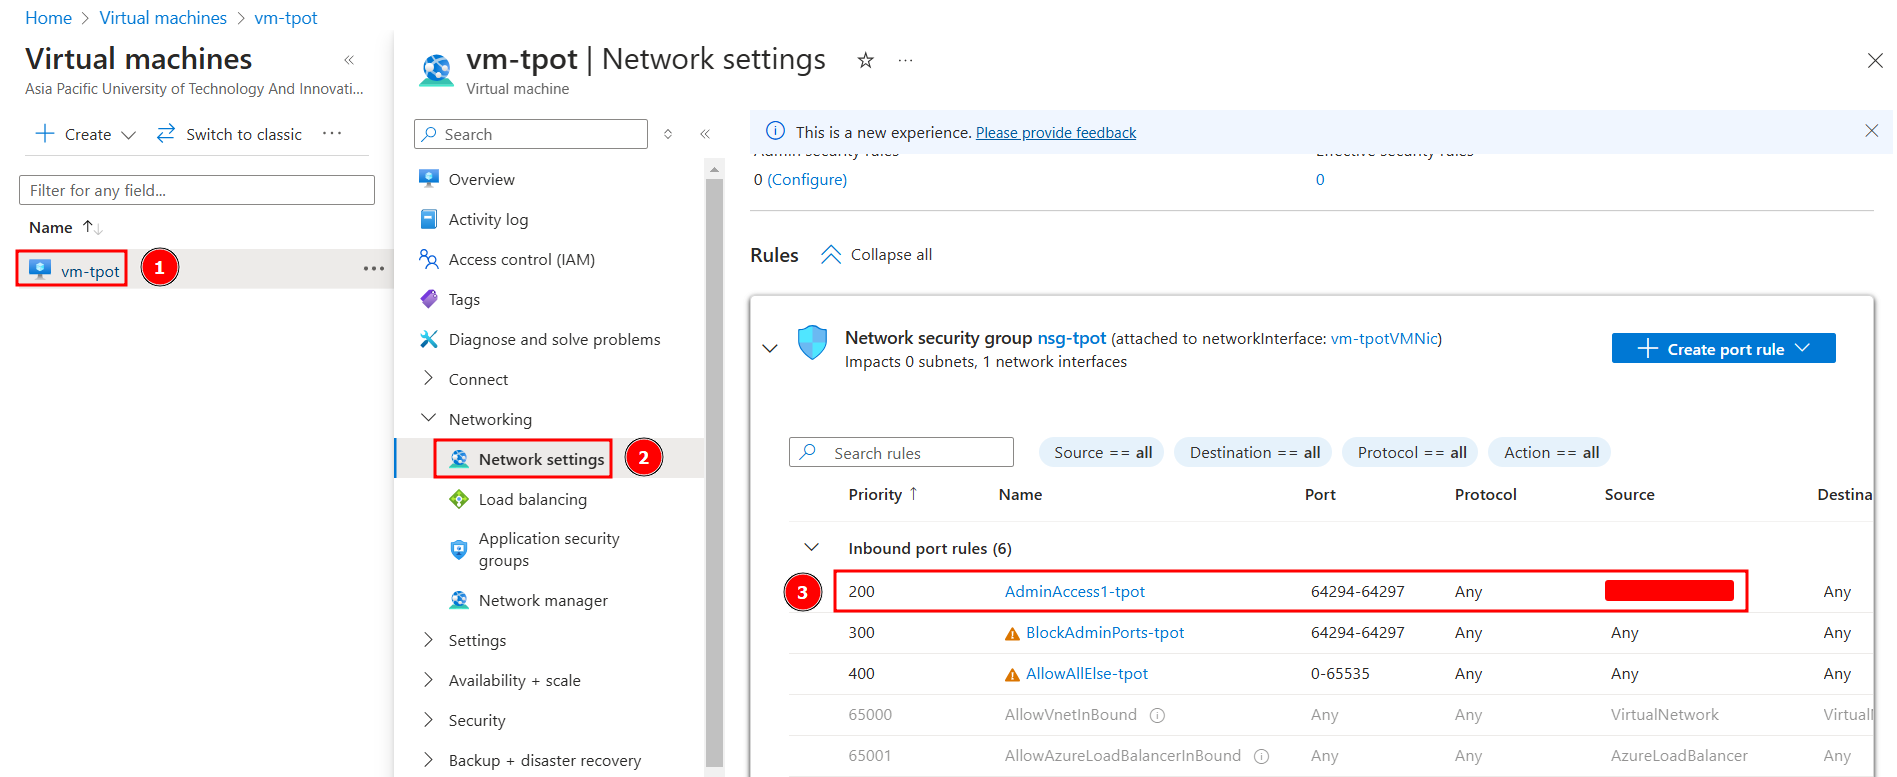 Home > Virtual machines > vm-tpot
Virtual machines «
Asia Pacific University of Technology And Innovati...
Create
Switch to classic ...
Filter for any field...
Name ↑↓
vm-tpot ...
1
vm-tpot | Network settings ☆ ...
Virtual machine
Search
«
Overview
Activity log
Access control (IAM)
Tags
Diagnose and solve problems
Connect
Networking
Network settings
2
Load balancing
Application security
groups
Network manager
Settings
Availability + scale
Security
Backup + disaster recovery
This is a new experience. Please provide feedback
Admin security rules Effective security rules
0 (Configure) 0
Rules Collapse all
Network security group nsg-tpot (attached to networkInterface: vm-tpotVMNic)
Impacts 0 subnets, 1 network interfaces
Create port rule
Search rules Source == all Destination == all Protocol == all Action == all
Priority ↑ Name Port Protocol Source Destina
Inbound port rules (6)
3
200 AdminAccess1-tpot 64294-64297 Any Any
300 BlockAdminPorts-tpot 64294-64297 Any Any Any
400 AllowAllElse-tpot 0-65535 Any Any Any
65000 AllowVnetInBound Any Any VirtualNetwork VirtualN
65001 AllowAzureLoadBalancerInBound Any Any AzureLoadBalancer Any